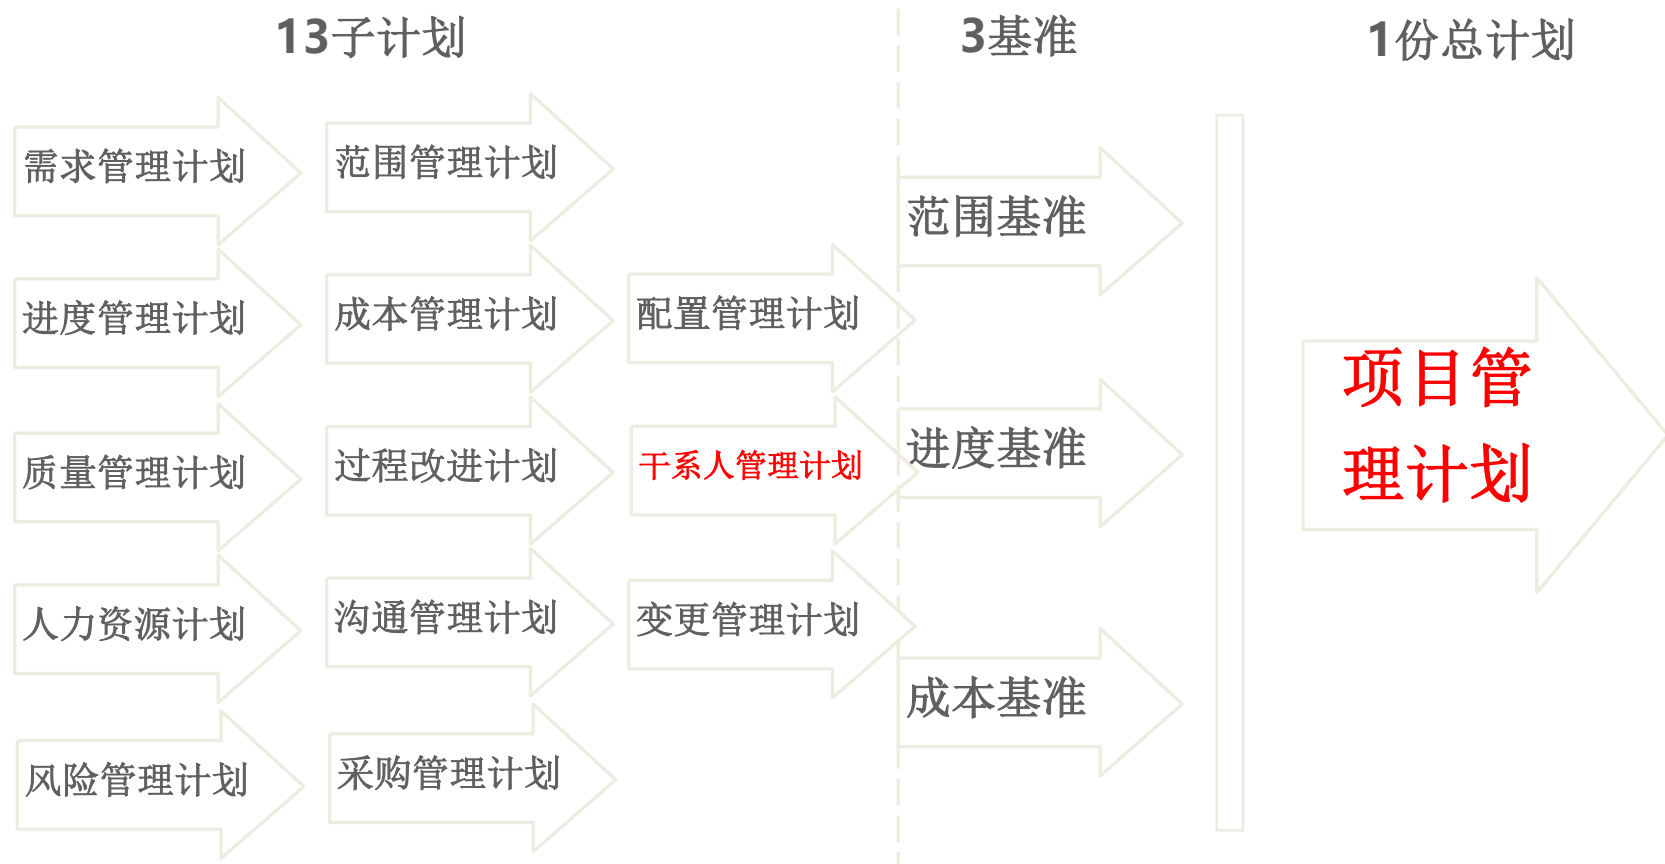 13子计划
3基准
1份总计划
需求管理计划
范围管理计划
进度管理计划
成本管理计划
配置管理计划
质量管理计划
过程改进计划
干系人管理计划
人力资源计划
沟通管理计划
变更管理计划
风险管理计划
采购管理计划
范围基准
进度基准
成本基准
项目管
理计划